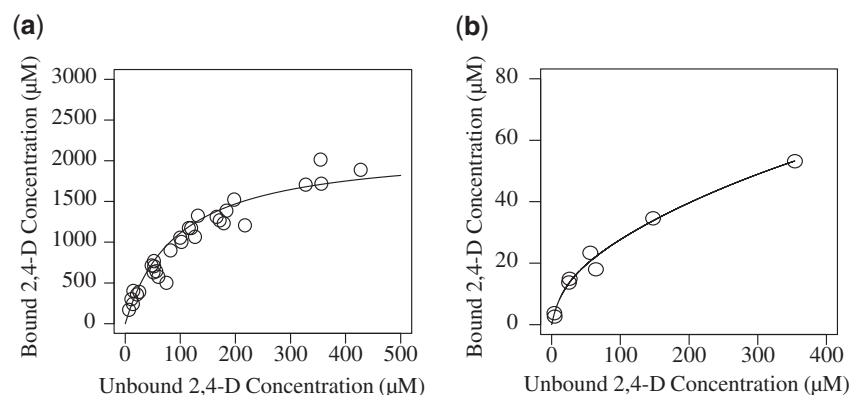 (a)
Bound 2,4-D Concentration (μM)
3000
2500
2000
1500
1000
500
0
0 100 200 300 400 500
Unbound 2,4-D Concentration (μM)
(b)
Bound 2,4-D Concentration (μM)
80
60
40
20
0
0 100 200 300 400
Unbound 2,4-D Concentration (μM)